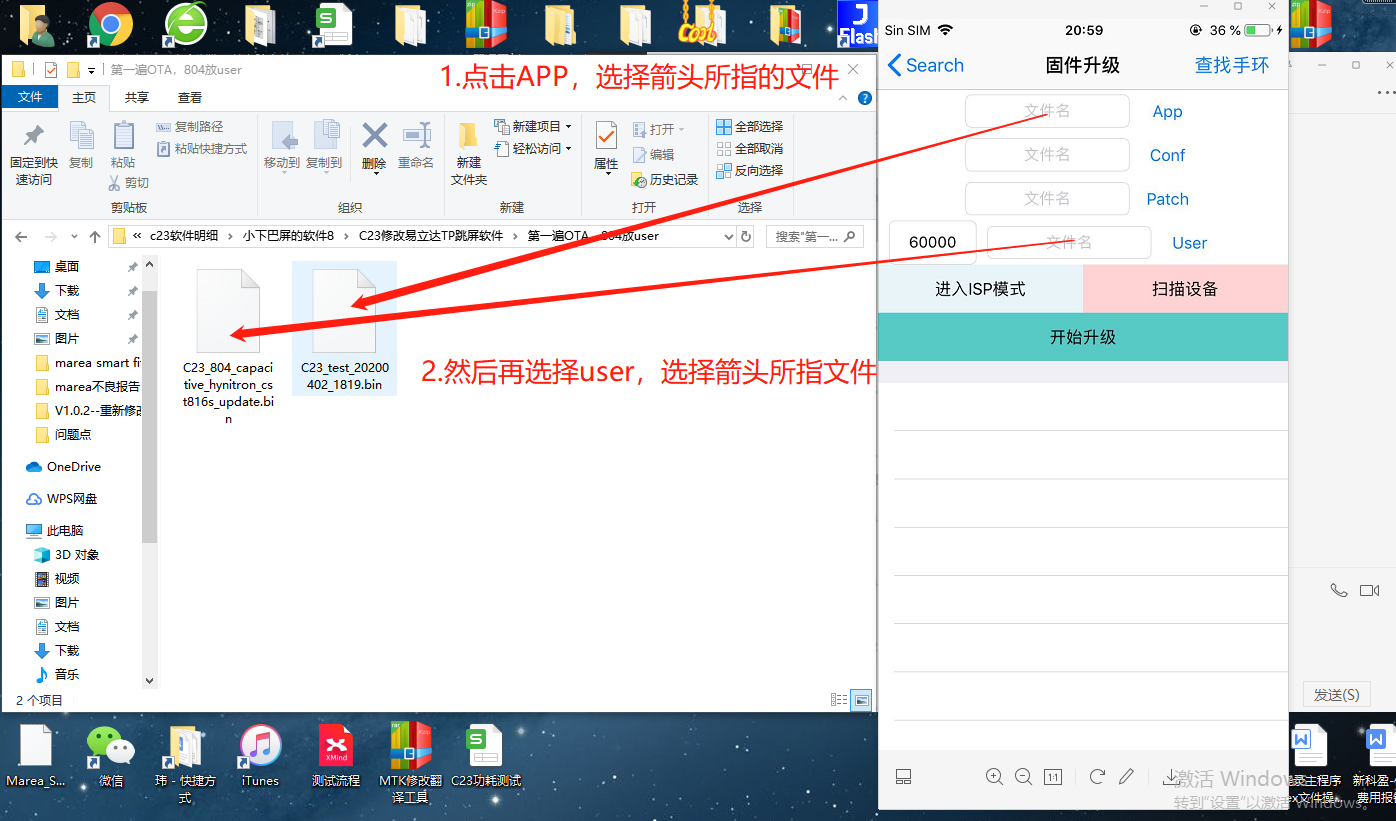 第一遍OTA，804放user
1.点击APP，选择箭头所指的文件
文件
主页
共享
查看
固定到快
速访问
复制
粘贴
复制路径
粘贴快捷方式
剪切
剪贴板
移动到
复制到
删除
重命名
组织
新建
文件夹
新建项目
轻松访问
新建
属性
打开
编辑
历史记录
打开
全部选择
全部取消
反向选择
选择
« c23软件明细 › 小下巴屏的软件8 › C23修改易立达TP跳屏软件 › 第一遍OTA，804放user
搜索"第一...
桌面
下载
文档
图片
marea smart fi
marea不良报告
V1.0.2--重新修改
问题点
OneDrive
WPS网盘
此电脑
3D 对象
视频
图片
文档
下载
音乐
C23_804_capaci
tive_hynitron_cs
t816s_update.bi
n
C23_test_20200
402_1819.bin
2.然后再选择user，选择箭头所指文件
2 个项目
Sin SIM
20:59
36 %
Search
固件升级
查找手环
文件名
App
文件名
Conf
文件名
Patch
60000
文件名
User
进入ISP模式
扫描设备
开始升级
1:1
发送(S)
激活 Windows
转到"设置"以激活 Windows。
J
Flash
Cool
Marea_S...
微信
玮 - 快捷方
式
iTunes
XMind
测试流程
MTK修改翻
译工具
C23功耗测试